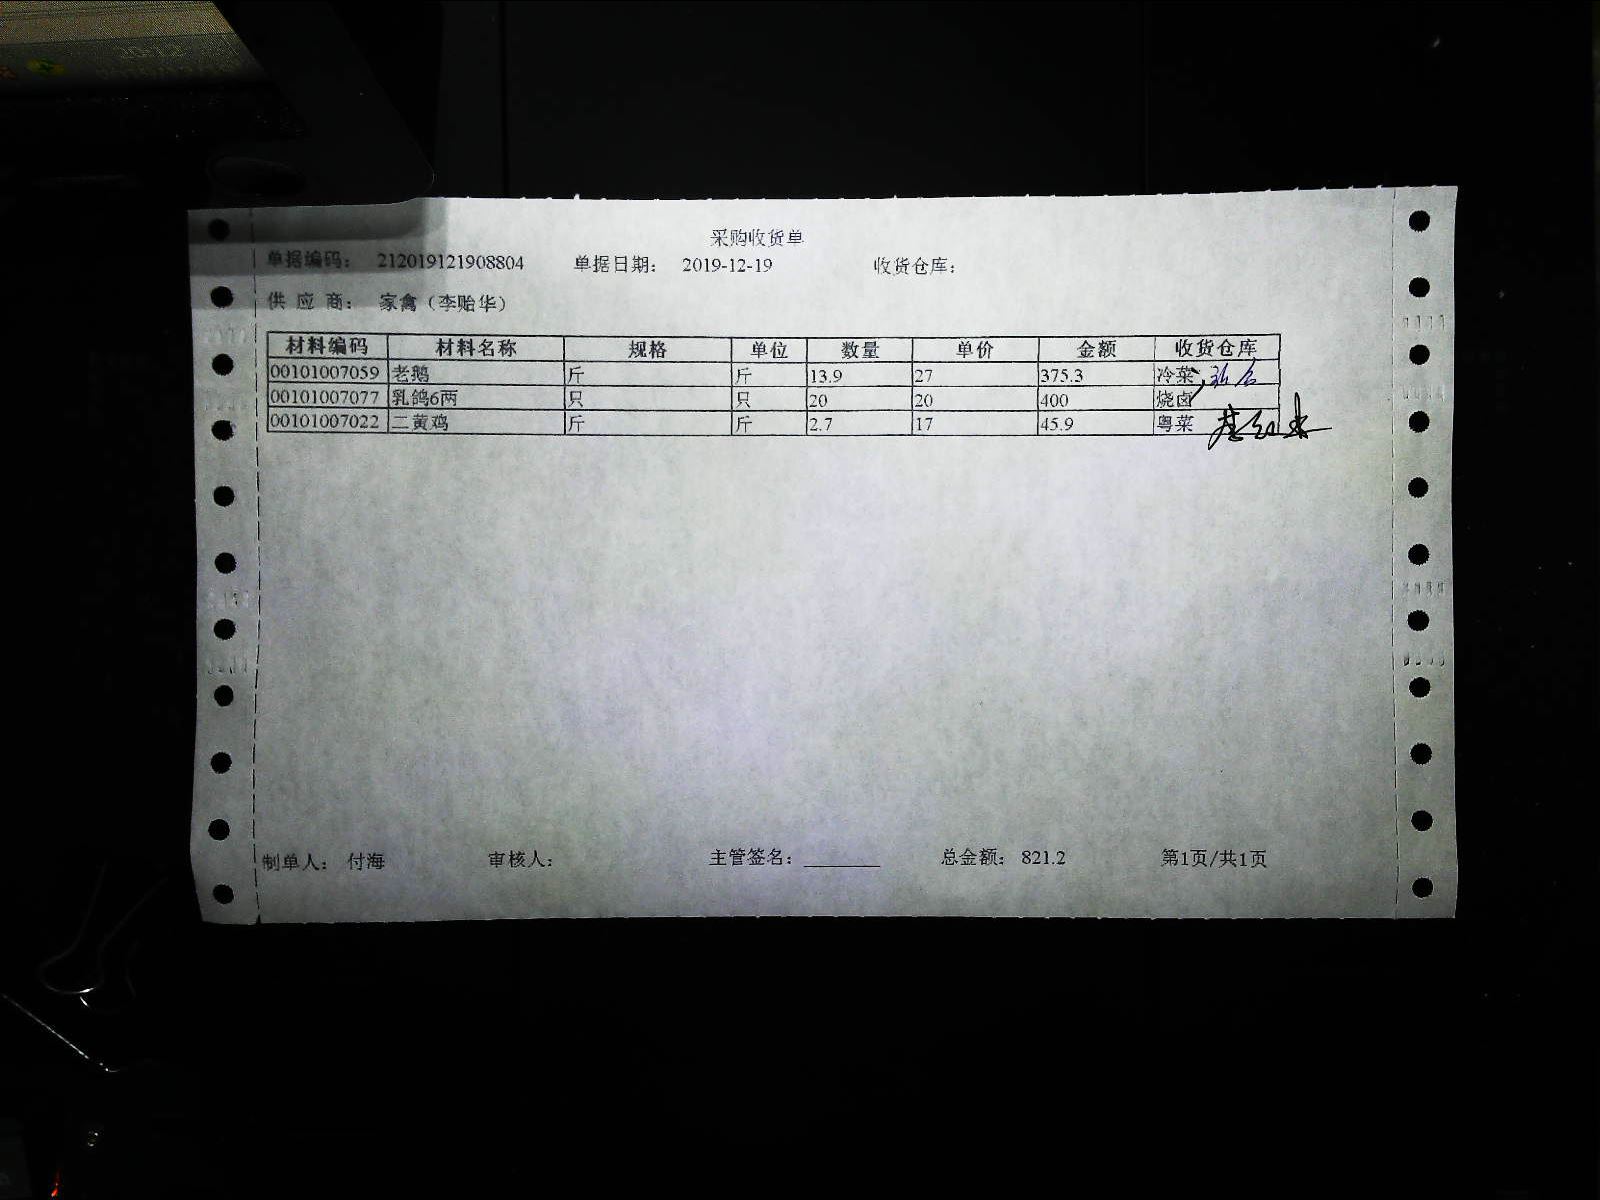 采购收货单
单据编码： 212019121908804 单据日期： 2019-12-19 收货仓库：
供 应 商： 家禽（李贻华）
材料编码 材料名称 规格 单位 数量 单价 金额 收货仓库
00101007059 老鹅 斤 斤 13.9 27 375.3 冷菜
00101007077 乳鸽6两 只 只 20 20 400 烧卤
00101007022 二黄鸡 斤 斤 2.7 17 45.9 粤菜
制单人： 付海 审核人： 主管签名： ________ 总金额： 821.2 第1页/共1页